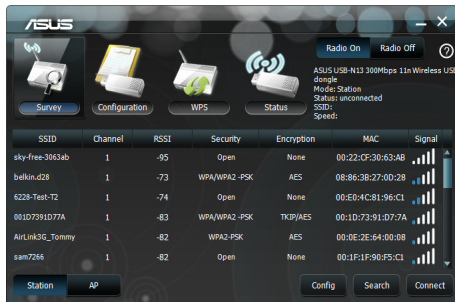 ASUS
Radio On Radio Off
ASUS USB-N13 300Mbps 11n Wireless USB
dongle
Mode: Station
Status: unconnected
SSID:
Speed:
Survey Configuration WPS Status
SSID Channel RSSI Security Encryption MAC Signal
sky-free-3063ab 1 -95 Open None 00:22:CF:30:63:AB
belkin.d28 1 -73 WPA/WPA2 -PSK AES 08:86:3B:27:0D:28
6228-Test-T2 1 -74 Open None 00:E0:4C:81:96:C1
001D7391D77A 1 -83 WPA/WPA2 -PSK TKIP/AES 00:1D:73:91:D7:7A
AirLink3G_Tommy 1 -82 WPA2-PSK AES 00:0E:2E:64:00:08
sam7266 1 -82 Open None 00:1F:1F:90:F5:C1
Station AP Config Search Connect